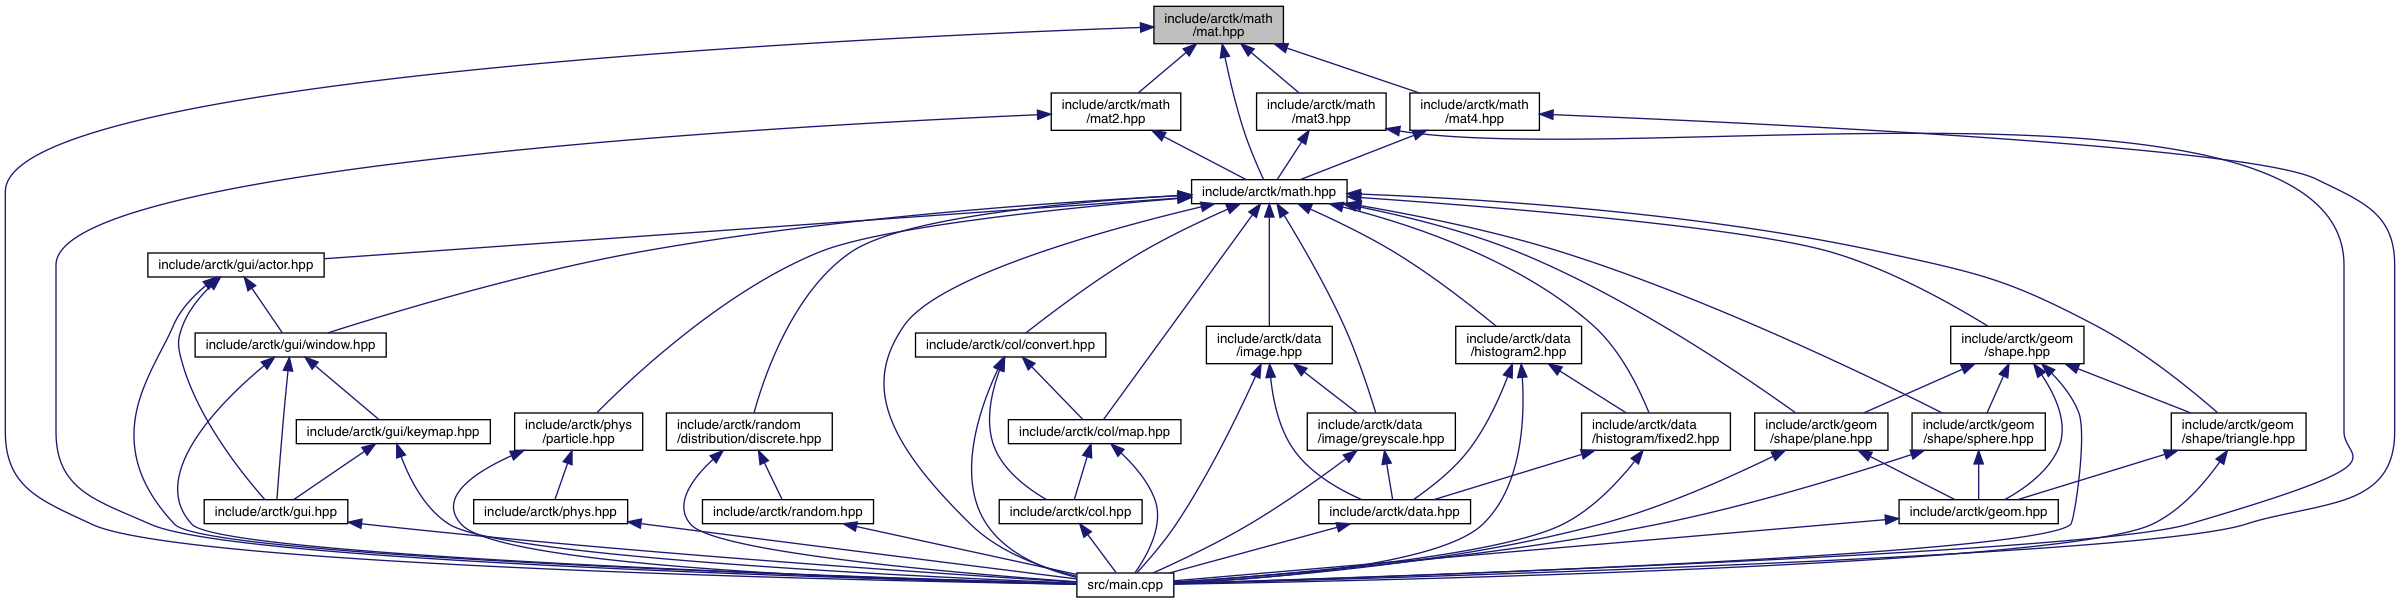 include/arctk/math
/mat.hpp
include/arctk/math
/mat2.hpp
include/arctk/math
/mat3.hpp
include/arctk/math
/mat4.hpp
include/arctk/math.hpp
include/arctk/gui/actor.hpp
include/arctk/gui/window.hpp
include/arctk/col/convert.hpp
include/arctk/data
/image.hpp
include/arctk/data
/histogram2.hpp
include/arctk/geom
/shape.hpp
include/arctk/gui/keymap.hpp
include/arctk/phys
/particle.hpp
include/arctk/random
/distribution/discrete.hpp
include/arctk/col/map.hpp
include/arctk/data
/image/greyscale.hpp
include/arctk/data
/histogram/fixed2.hpp
include/arctk/geom
/shape/plane.hpp
include/arctk/geom
/shape/sphere.hpp
include/arctk/geom
/shape/triangle.hpp
include/arctk/gui.hpp
include/arctk/phys.hpp
include/arctk/random.hpp
include/arctk/col.hpp
include/arctk/data.hpp
include/arctk/geom.hpp
src/main.cpp